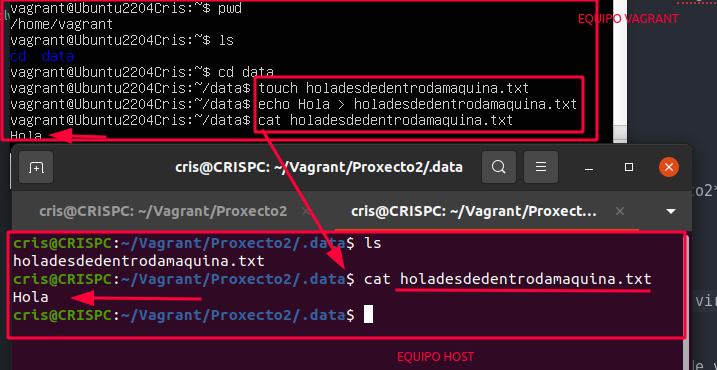 vagrant@Ubuntu2204Cris:~$ pwd
/home/vagrant
EQUIPO VAGRANT
vagrant@Ubuntu2204Cris:~$ ls
cd data
vagrant@Ubuntu2204Cris:~$ cd data
vagrant@Ubuntu2204Cris:~/data$ touch holadesdedentrodamaquina.txt
vagrant@Ubuntu2204Cris:~/data$ echo Hola > holadesdedentrodamaquina.txt
vagrant@Ubuntu2204Cris:~/data$ cat holadesdedentrodamaquina.txt
Hola
cris@CRISPC: ~/Vagrant/Proxecto2/.data
cris@CRISPC: ~/Vagrant/Proxecto2
cris@CRISPC: ~/Vagrant/Proxect...
cris@CRISPC:~/Vagrant/Proxecto2/.data$ ls
holadesdedentrodamaquina.txt
cris@CRISPC:~/Vagrant/Proxecto2/.data$ cat holadesdedentrodamaquina.txt
Hola
cris@CRISPC:~/Vagrant/Proxecto2/.data$
EQUIPO HOST